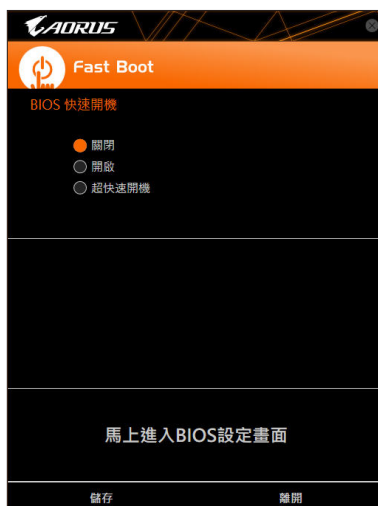 AORUS
Fast Boot
BIOS 快速開機
關閉
開啟
超快速開機
馬上進入BIOS設定畫面
儲存 離開